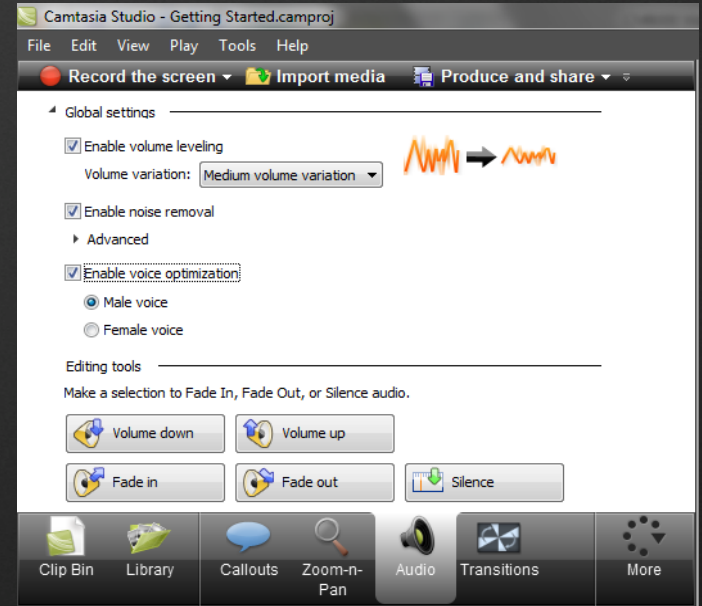 Camtasia Studio - Getting Started.camproj
File Edit View Play Tools Help
Record the screen Import media Produce and share
Global settings
Enable volume leveling
Volume variation: Medium volume variation
Enable noise removal
Advanced
Enable voice optimization
Male voice
Female voice
Editing tools
Make a selection to Fade In, Fade Out, or Silence audio.
Volume down Volume up
Fade in Fade out Silence
Clip Bin Library Callouts Zoom-n- Audio Transitions More
Pan